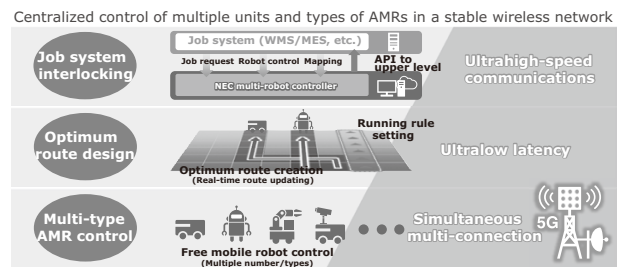 Centralized control of multiple units and types of AMRs in a stable wireless network
Job system
interlocking
Job system (WMS/MES, etc.)
Job request Robot control Mapping
API to
upper level
NEC multi-robot controller
Ultrahigh-speed
communications
Optimum
route design
Running rule
setting
Optimum route creation
(Real-time route updating)
Ultralow latency
Multi-type
AMR control
Free mobile robot control
(Multiple number/types)
Simultaneous
multi-connection
5G